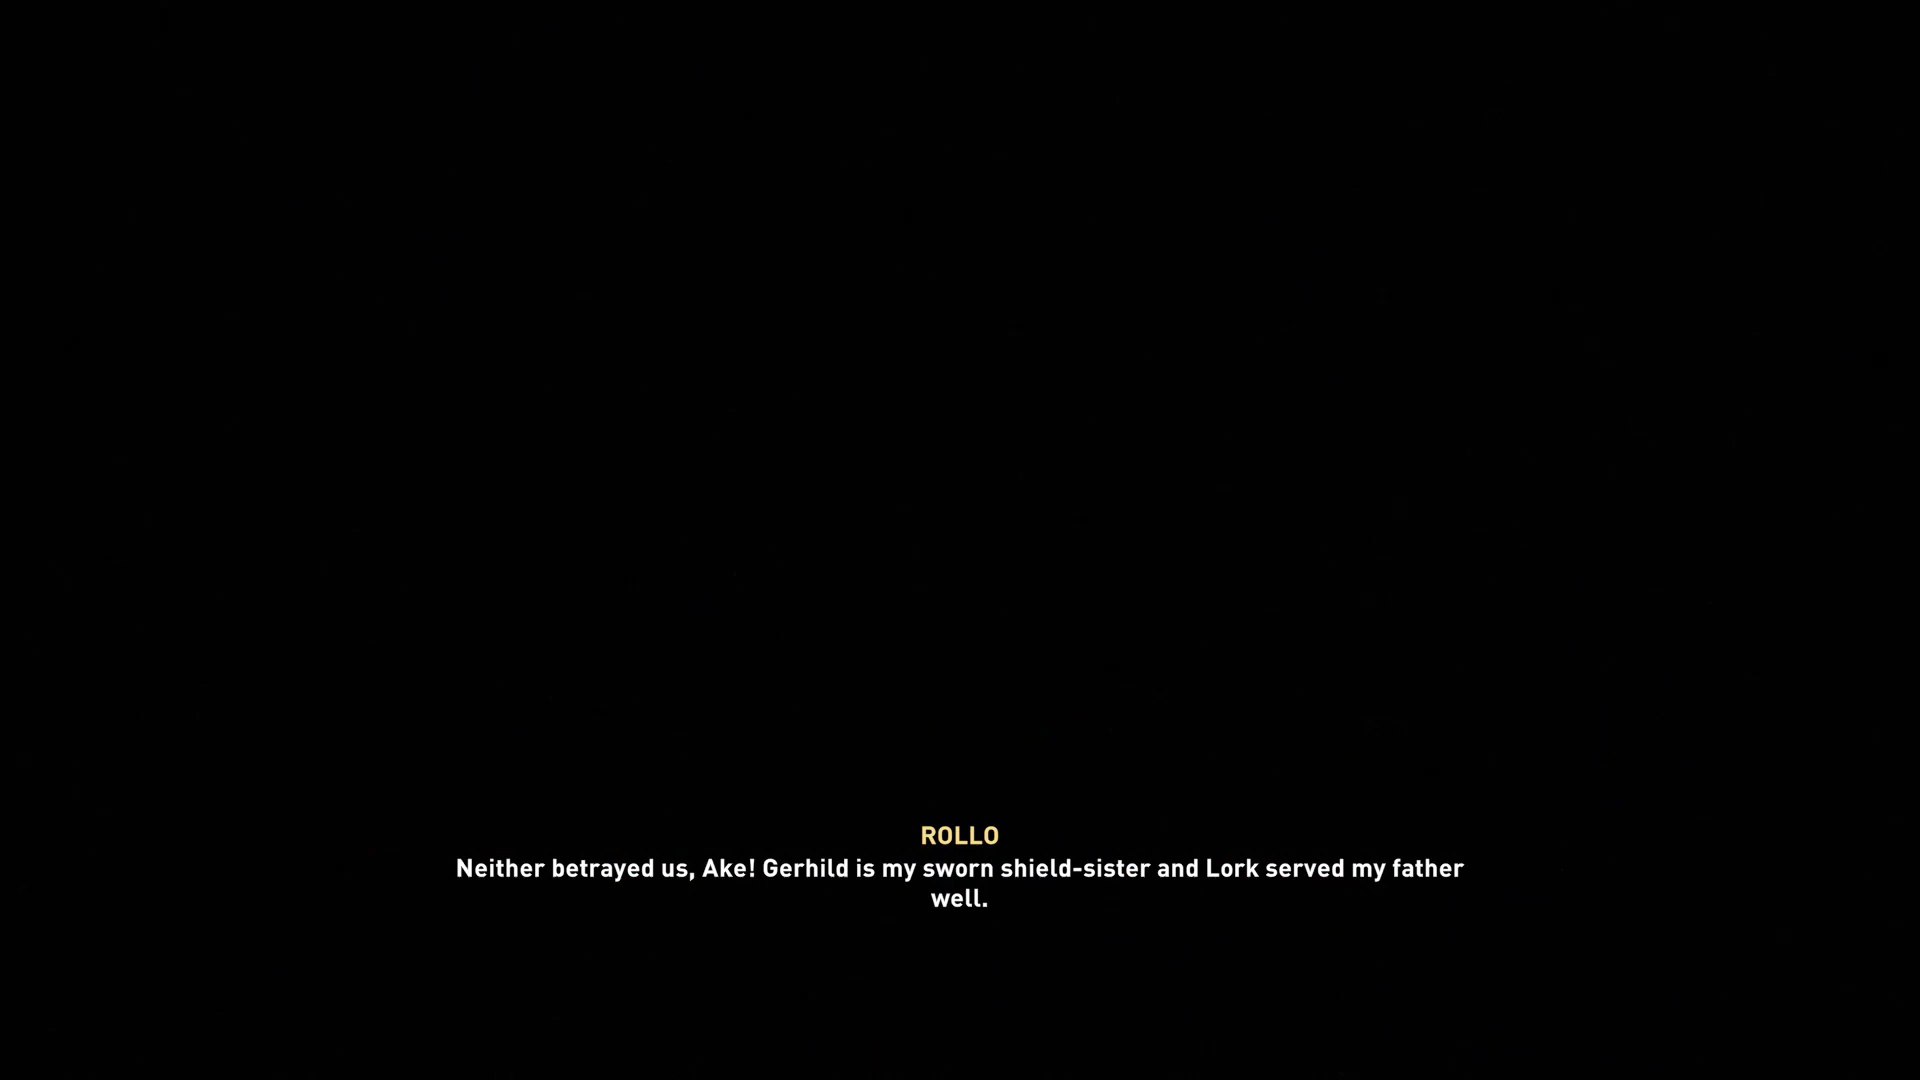 ROLLO
Neither betrayed us, Ake! Gerhild is my sworn shield-sister and Lork served my father
well.